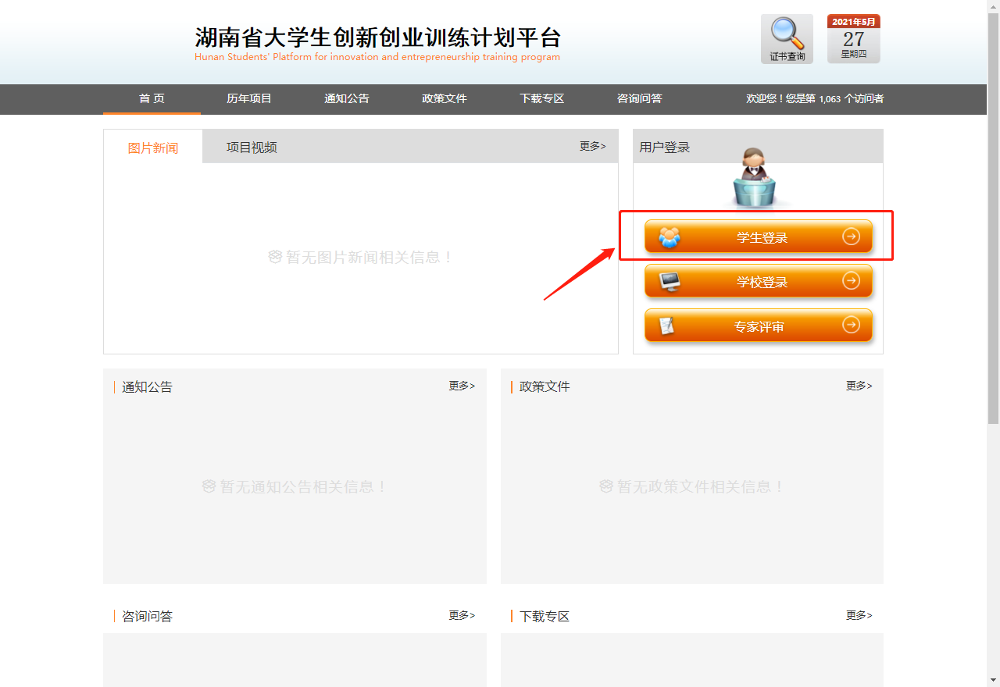 湖南省大学生创新创业训练计划平台
Hunan Students' Platform for innovation and entrepreneurship training program
证书查询
2021年5月
27
星期四
首 页 历年项目 通知公告 政策文件 下载专区 咨询问答 欢迎您！您是第 1,063 个访问者
图片新闻 项目视频 更多>
用户登录
暂无图片新闻相关信息！
学生登录
学校登录
专家评审
通知公告 更多>
政策文件 更多>
暂无通知公告相关信息！
暂无政策文件相关信息！
咨询问答 更多>
下载专区 更多>